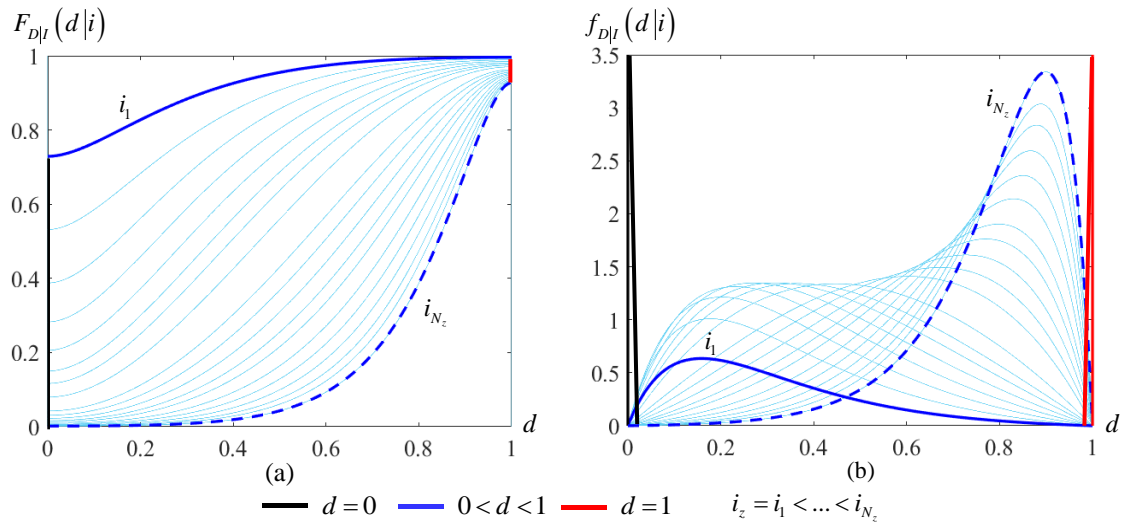 F_{D|I}(d|i)
1
0.8
0.6
0.4
0.2
0
i_1
i_{N_z}
0 0.2 0.4 0.6 0.8 1 d
(a)
f_{D|I}(d|i)
3.5
3
2.5
2
1.5
1
0.5
0
i_{N_z}
i_1
0 0.2 0.4 0.6 0.8 1 d
(b)
d = 0 0 < d < 1 d = 1 i_z = i_1 < ... < i_{N_z}